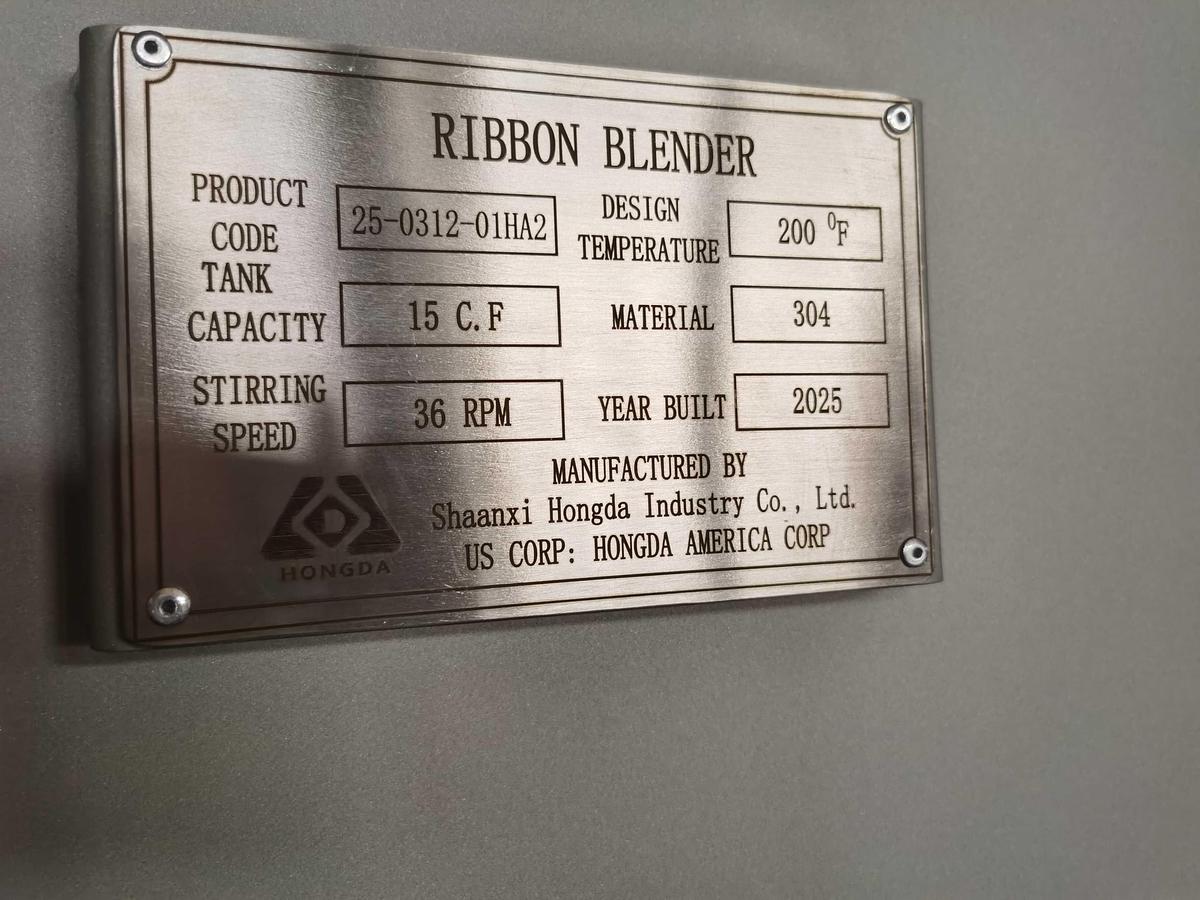 RIBBON BLENDER
PRODUCT CODE 25-0312-01HA2
DESIGN TEMPERATURE 200 ⁰F
TANK CAPACITY 15 C.F
MATERIAL 304
STIRRING SPEED 36 RPM
YEAR BUILT 2025
MANUFACTURED BY
Shaanxi Hongda Industry Co., Ltd.
US CORP: HONGDA AMERICA CORP
HONGDA